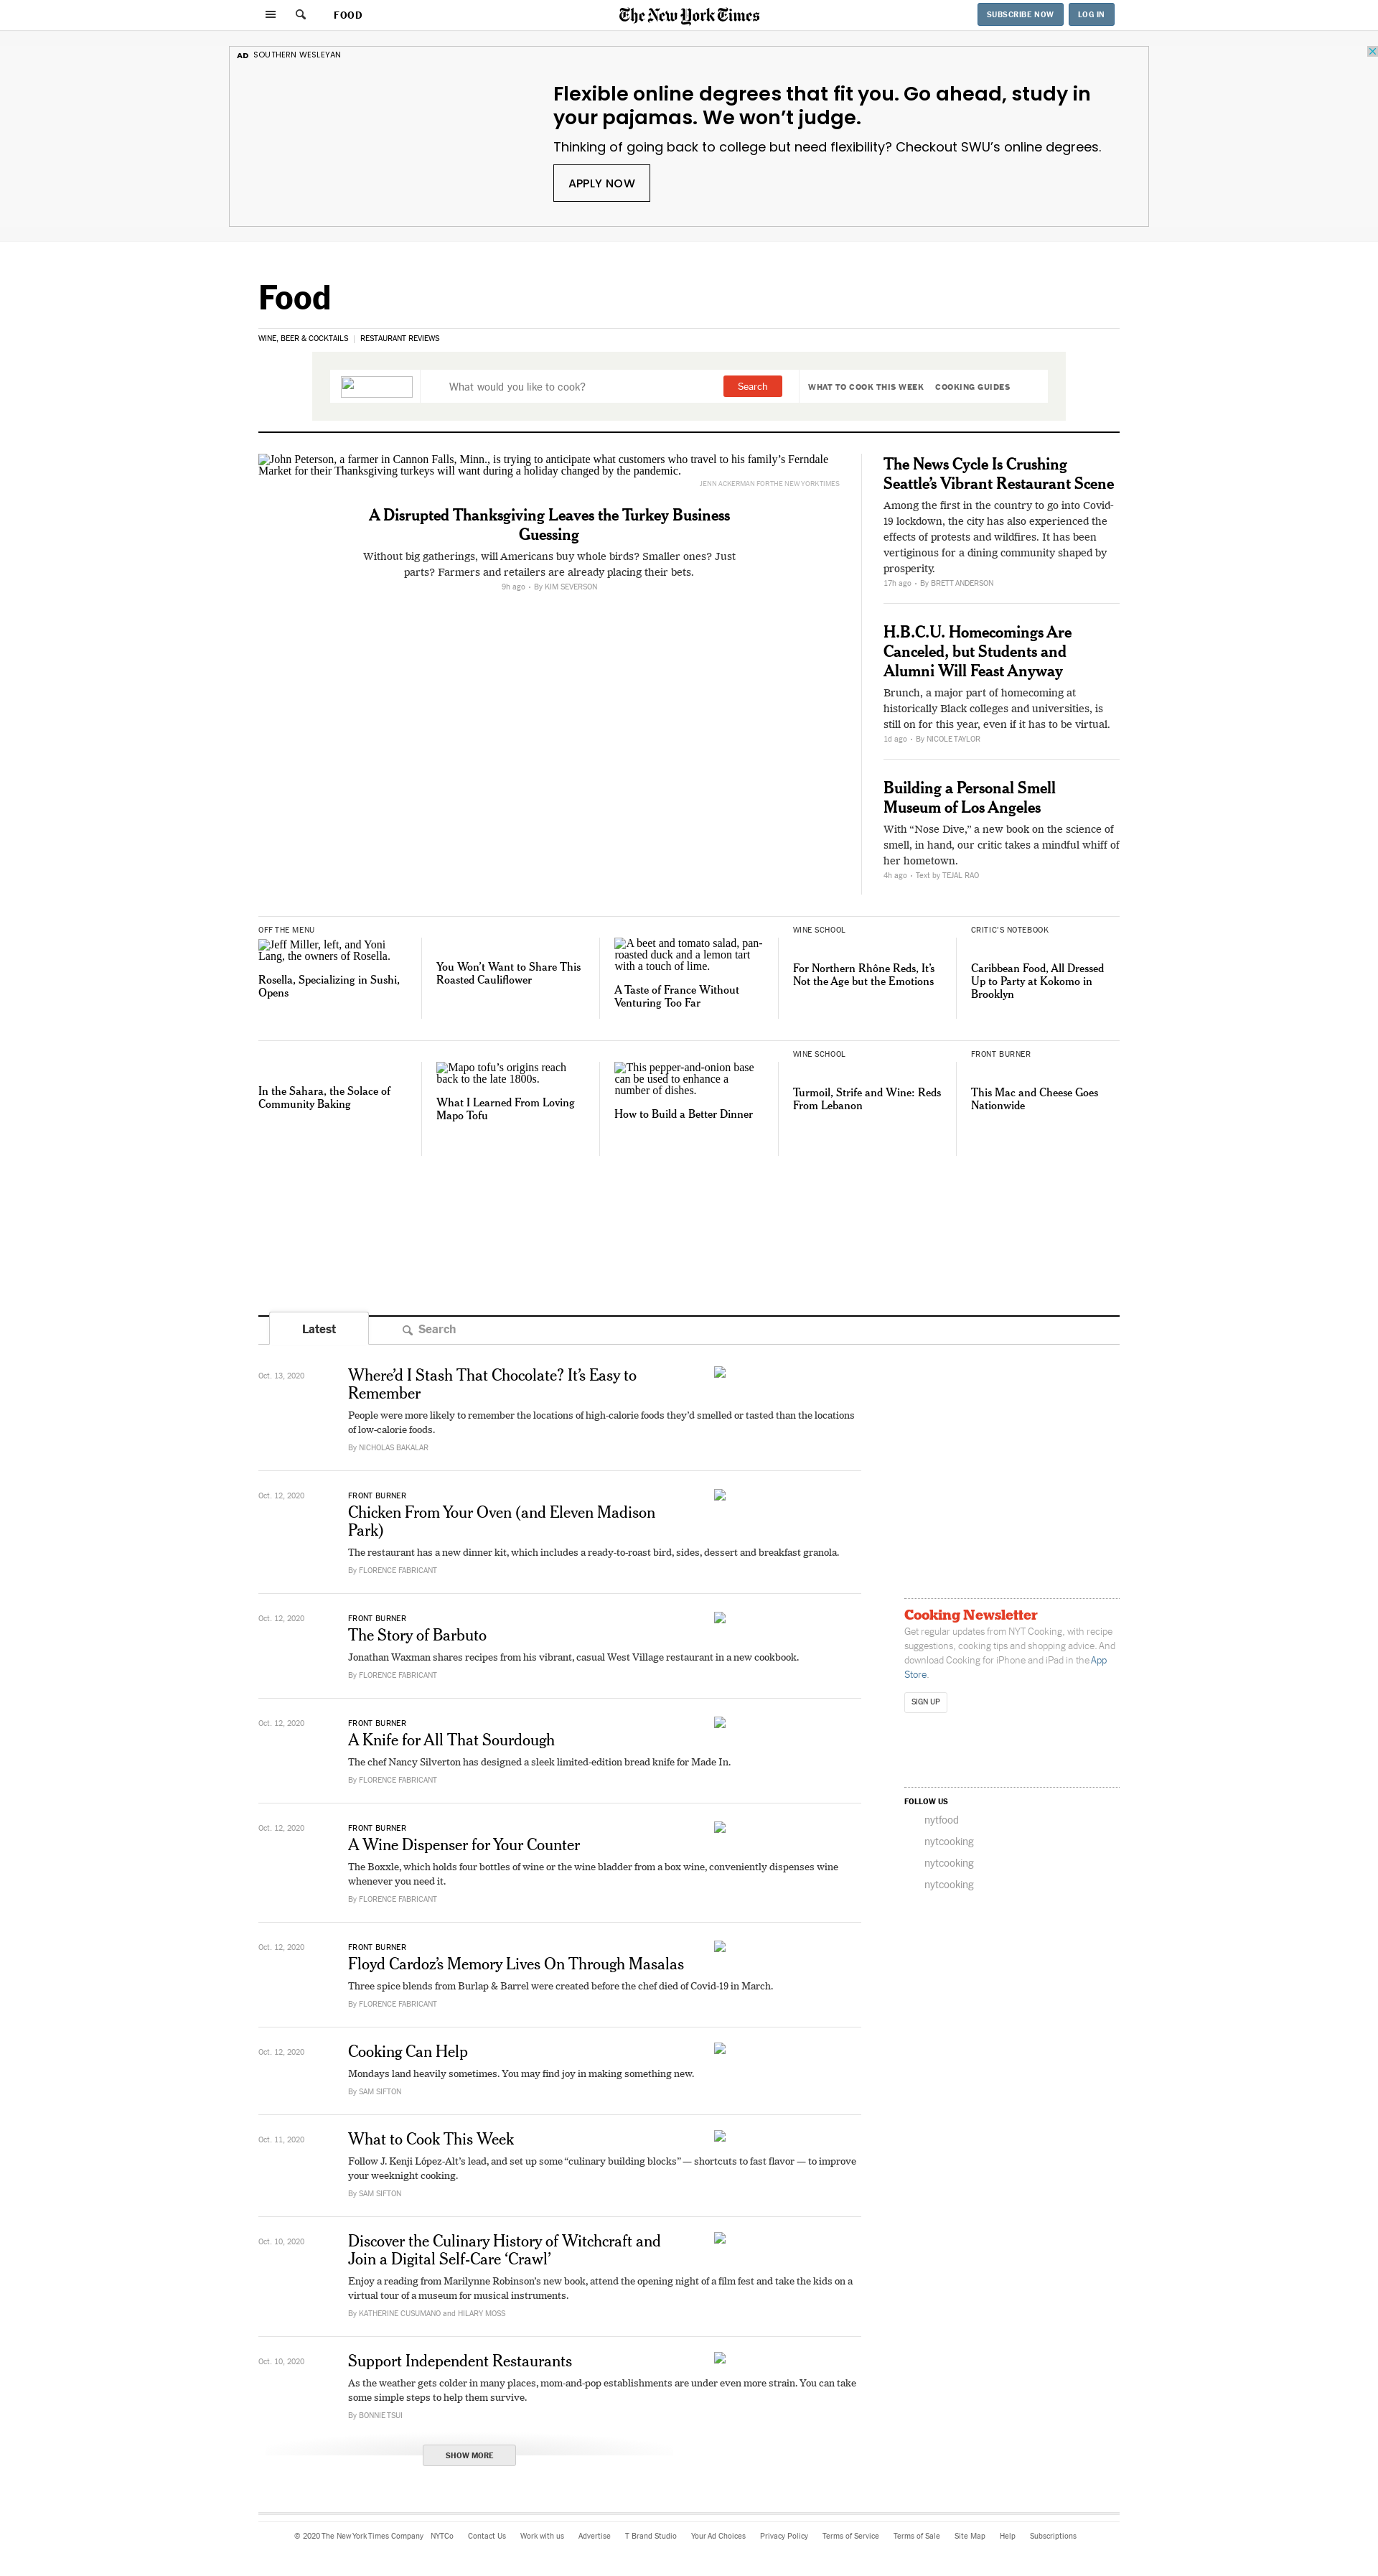 FOOD
The New York Times
SUBSCRIBE NOW
LOG IN
AD SOUTHERN WESLEYAN
Flexible online degrees that fit you. Go ahead, study in
your pajamas. We won’t judge.
Thinking of going back to college but need flexibility? Checkout SWU’s online degrees.
APPLY NOW
Food
WINE, BEER & COCKTAILS | RESTAURANT REVIEWS
What would you like to cook?
Search
WHAT TO COOK THIS WEEK
COOKING GUIDES
John Peterson, a farmer in Cannon Falls, Minn., is trying to anticipate what customers who travel to his family’s Ferndale
Market for their Thanksgiving turkeys will want during a holiday changed by the pandemic.
JENN ACKERMAN FOR THE NEW YORK TIMES
A Disrupted Thanksgiving Leaves the Turkey Business
Guessing
Without big gatherings, will Americans buy whole birds? Smaller ones? Just
parts? Farmers and retailers are already placing their bets.
9h ago • By KIM SEVERSON
The News Cycle Is Crushing
Seattle’s Vibrant Restaurant Scene
Among the first in the country to go into Covid-
19 lockdown, the city has also experienced the
effects of protests and wildfires. It has been
vertiginous for a dining community shaped by
prosperity.
17h ago • By BRETT ANDERSON
H.B.C.U. Homecomings Are
Canceled, but Students and
Alumni Will Feast Anyway
Brunch, a major part of homecoming at
historically Black colleges and universities, is
still on for this year, even if it has to be virtual.
1d ago • By NICOLE TAYLOR
Building a Personal Smell
Museum of Los Angeles
With “Nose Dive,” a new book on the science of
smell, in hand, our critic takes a mindful whiff of
her hometown.
4h ago • Text by TEJAL RAO
OFF THE MENU
Jeff Miller, left, and Yoni
Lang, the owners of Rosella.
Rosella, Specializing in Sushi,
Opens
You Won’t Want to Share This
Roasted Cauliflower
A beet and tomato salad, pan-
roasted duck and a lemon tart
with a touch of lime.
A Taste of France Without
Venturing Too Far
WINE SCHOOL
For Northern Rhône Reds, It’s
Not the Age but the Emotions
CRITIC’S NOTEBOOK
Caribbean Food, All Dressed
Up to Party at Kokomo in
Brooklyn
In the Sahara, the Solace of
Community Baking
Mapo tofu’s origins reach
back to the late 1800s.
What I Learned From Loving
Mapo Tofu
This pepper-and-onion base
can be used to enhance a
number of dishes.
How to Build a Better Dinner
WINE SCHOOL
Turmoil, Strife and Wine: Reds
From Lebanon
FRONT BURNER
This Mac and Cheese Goes
Nationwide
Latest
Search
Oct. 13, 2020
Where’d I Stash That Chocolate? It’s Easy to
Remember
People were more likely to remember the locations of high-calorie foods they’d smelled or tasted than the locations
of low-calorie foods.
By NICHOLAS BAKALAR
Oct. 12, 2020
FRONT BURNER
Chicken From Your Oven (and Eleven Madison
Park)
The restaurant has a new dinner kit, which includes a ready-to-roast bird, sides, dessert and breakfast granola.
By FLORENCE FABRICANT
Oct. 12, 2020
FRONT BURNER
The Story of Barbuto
Jonathan Waxman shares recipes from his vibrant, casual West Village restaurant in a new cookbook.
By FLORENCE FABRICANT
Oct. 12, 2020
FRONT BURNER
A Knife for All That Sourdough
The chef Nancy Silverton has designed a sleek limited-edition bread knife for Made In.
By FLORENCE FABRICANT
Oct. 12, 2020
FRONT BURNER
A Wine Dispenser for Your Counter
The Boxxle, which holds four bottles of wine or the wine bladder from a box wine, conveniently dispenses wine
whenever you need it.
By FLORENCE FABRICANT
Oct. 12, 2020
FRONT BURNER
Floyd Cardoz’s Memory Lives On Through Masalas
Three spice blends from Burlap & Barrel were created before the chef died of Covid-19 in March.
By FLORENCE FABRICANT
Oct. 12, 2020
Cooking Can Help
Mondays land heavily sometimes. You may find joy in making something new.
By SAM SIFTON
Oct. 11, 2020
What to Cook This Week
Follow J. Kenji López-Alt’s lead, and set up some “culinary building blocks” — shortcuts to fast flavor — to improve
your weeknight cooking.
By SAM SIFTON
Oct. 10, 2020
Discover the Culinary History of Witchcraft and
Join a Digital Self-Care ‘Crawl’
Enjoy a reading from Marilynne Robinson’s new book, attend the opening night of a film fest and take the kids on a
virtual tour of a museum for musical instruments.
By KATHERINE CUSUMANO and HILARY MOSS
Oct. 10, 2020
Support Independent Restaurants
As the weather gets colder in many places, mom-and-pop establishments are under even more strain. You can take
some simple steps to help them survive.
By BONNIE TSUI
SHOW MORE
Cooking Newsletter
Get regular updates from NYT Cooking, with recipe
suggestions, cooking tips and shopping advice. And
download Cooking for iPhone and iPad in the App
Store.
SIGN UP
FOLLOW US
nytfood
nytcooking
nytcooking
nytcooking
© 2020 The New York Times Company NYTCo Contact Us Work with us Advertise T Brand Studio Your Ad Choices Privacy Policy Terms of Service Terms of Sale Site Map Help Subscriptions